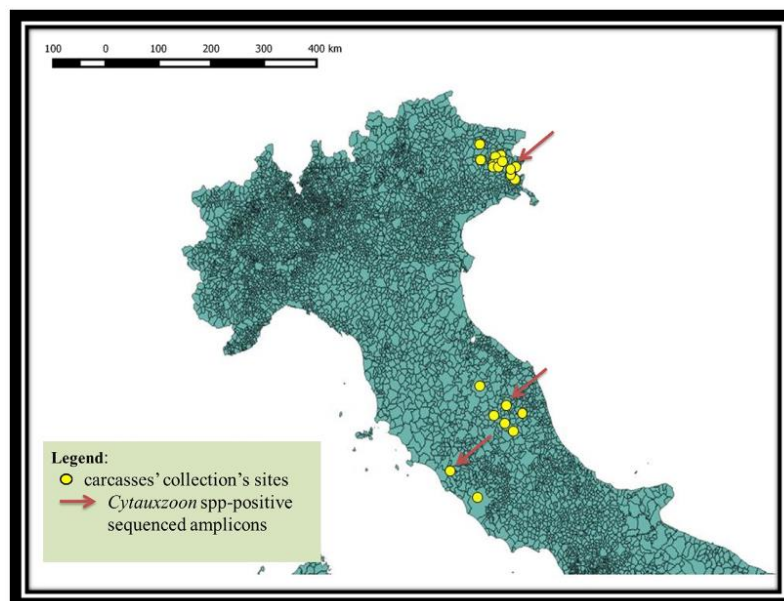 100 0 100 200 300 400 km
Legend:
carcasses' collection's sites
Cytauxzoon spp-positive
sequenced amplicons